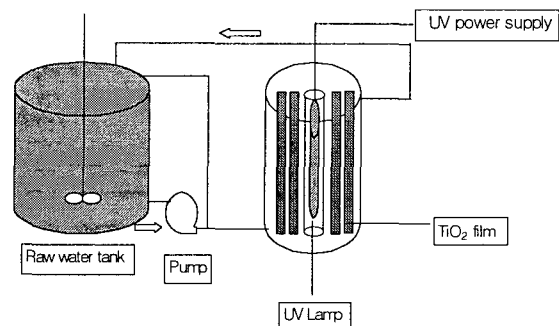 UV power supply
Raw water tank
Pump
TiO₂ film
UV Lamp